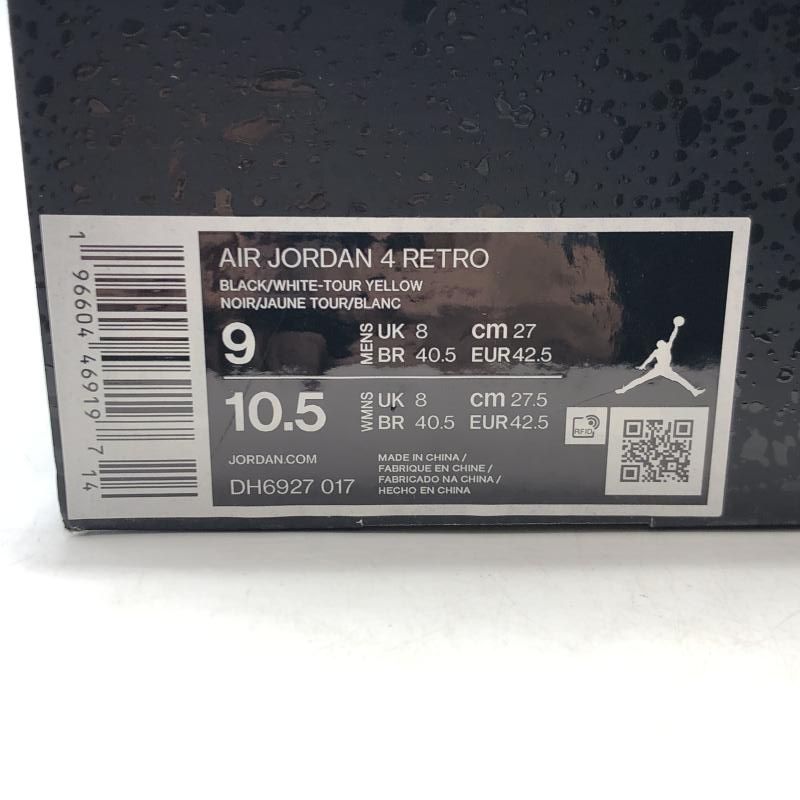 AIR JORDAN 4 RETRO
BLACK/WHITE-TOUR YELLOW
NOIR/JAUNE TOUR/BLANC
9 MENS UK 8 cm 27
BR 40.5 EUR 42.5
10.5 WMNS UK 8 cm 27.5
BR 40.5 EUR 42.5
RFID
JORDAN.COM
DH6927 017
MADE IN CHINA /
FABRIQUE EN CHINE /
FABRICADO NA CHINA /
HECHO EN CHINA
1 96604 46919 7 14